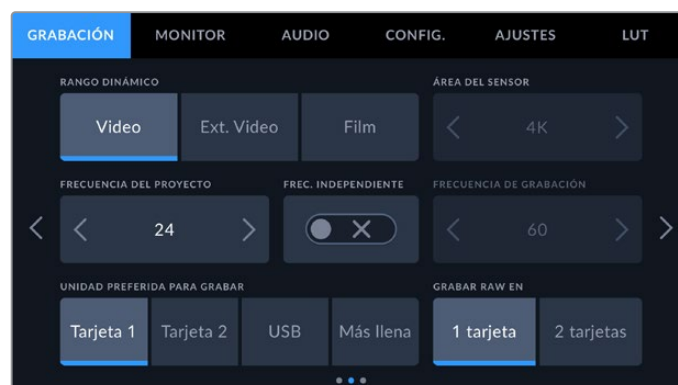 GRABACIÓN MONITOR AUDIO CONFIG. AJUSTES LUT
RANGO DINÁMICO ÁREA DEL SENSOR
Video Ext. Video Film 4K
FRECUENCIA DEL PROYECTO FREC. INDEPENDIENTE FRECUENCIA DE GRABACIÓN
24 60
UNIDAD PREFERIDA PARA GRABAR GRABAR RAW EN
Tarjeta 1 Tarjeta 2 USB Más llena 1 tarjeta 2 tarjetas